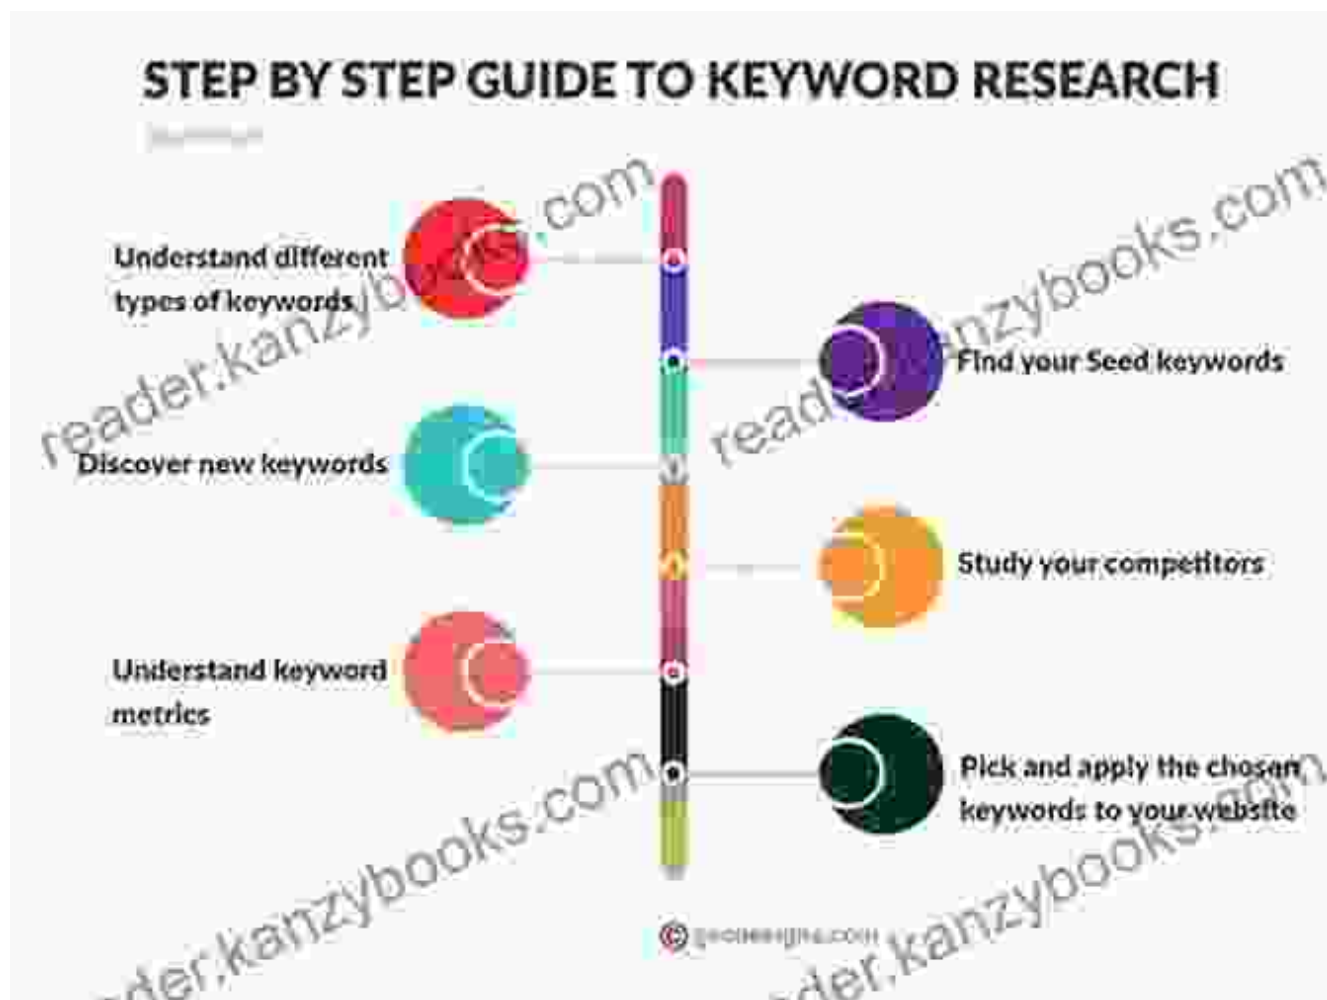 STEP BY STEP GUIDE TO KEYWORD RESEARCH
Understand different
types of keywords
Find your Seed keywords
Discover new keywords
Study your competitors
Understand keyword
metrics
Pick and apply the chosen
keywords to your website
©
reader.kanzybooks.com
reader.kanzybooks.com
reader.kanzybooks.com
reader.kanzybooks.com